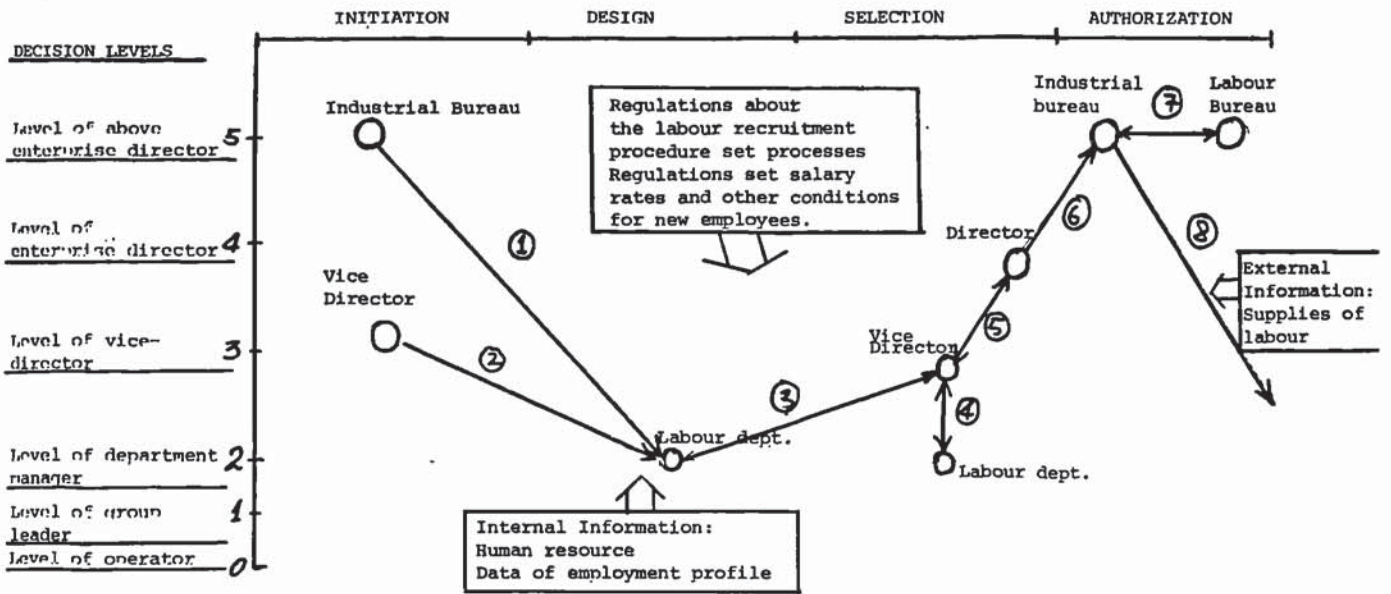 INITIATION DESIGN SELECTION AUTHORIZATION
DECISION LEVELS
Industrial Bureau
Regulations about
the labour recruitment
procedure set processes
Regulations set salary
rates and other conditions
for new employees.
Industrial
bureau
7
Labour
Bureau
Level of above
enterprise director
5
1
6
8
Level of
enterprise director
4
Director
External
Information:
Supplies of
labour
Vice
Director
Level of vice-
director
3
2
5
Vice
Director
3
4
Level of department
manager
2
Labour dept.
Labour dept.
Level of group
leader
1
Level of operator
0
Internal Information:
Human resource
Data of employment profile